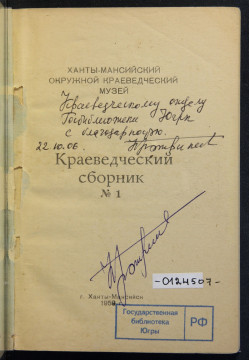 ХАНТЫ-МАНСИЙСКИЙ
ОКРУЖНОЙ КРАЕВЕДЧЕСКИЙ
МУЗЕЙ
Краеведческому отделу
Госбиблиотеки Югры
с благодарностью.
22.10.06.
Краеведческий
сборник
№ 1
-0124507-
г. Ханты-Мансийск
Государственная
библиотека
Югры
РФ